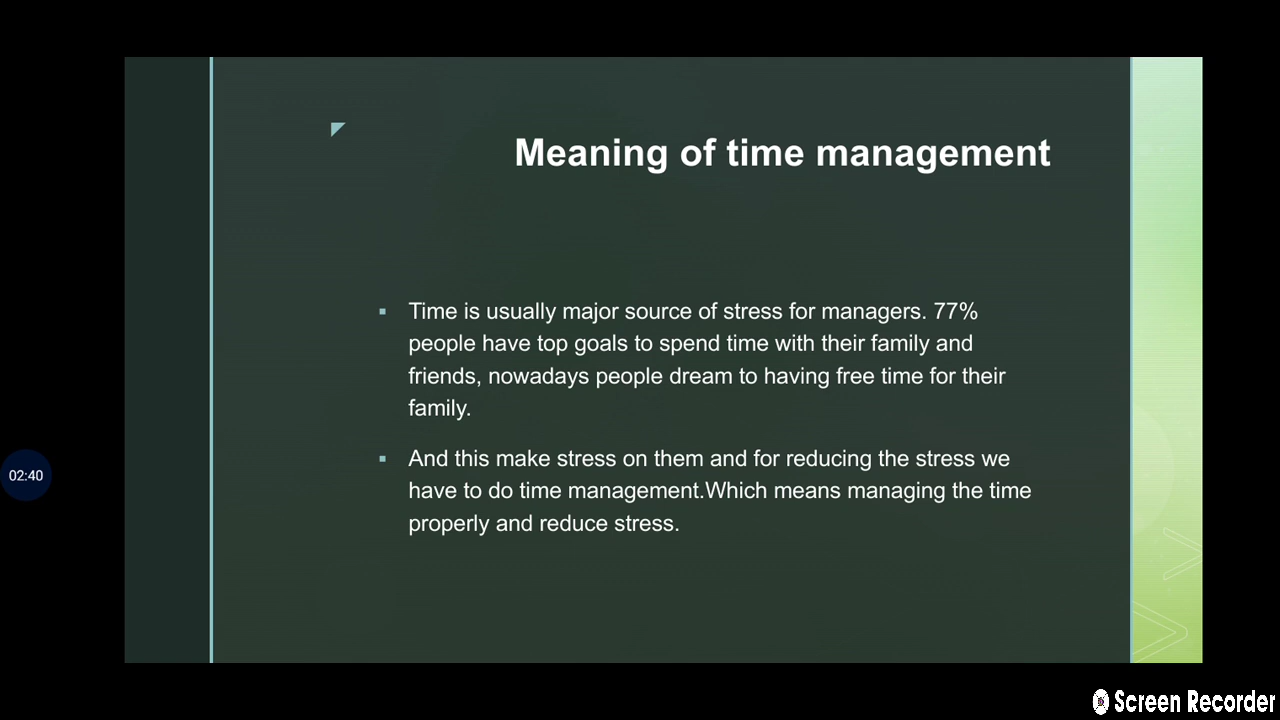 Meaning of time management
▪ Time is usually major source of stress for managers. 77%
people have top goals to spend time with their family and
friends, nowadays people dream to having free time for their
family.
▪ And this make stress on them and for reducing the stress we
have to do time management.Which means managing the time
properly and reduce stress.
02:40
Screen Recorder